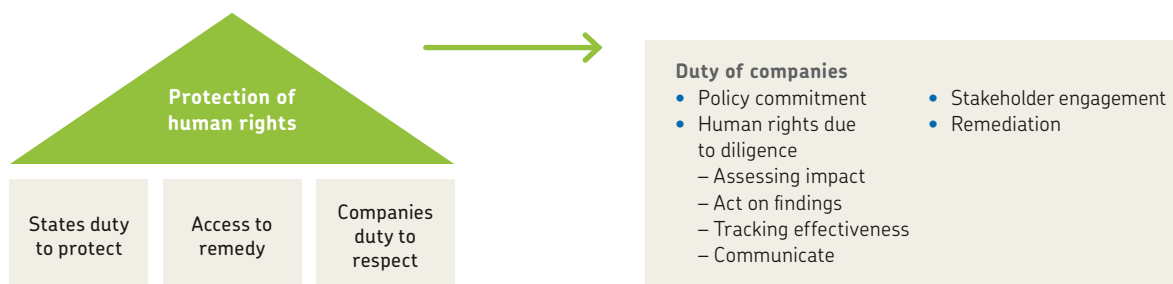 Protection of
human rights
States duty
to protect
Access to
remedy
Companies
duty to
respect
Duty of companies
• Policy commitment
• Human rights due
to diligence
– Assessing impact
– Act on findings
– Tracking effectiveness
– Communicate
• Stakeholder engagement
• Remediation